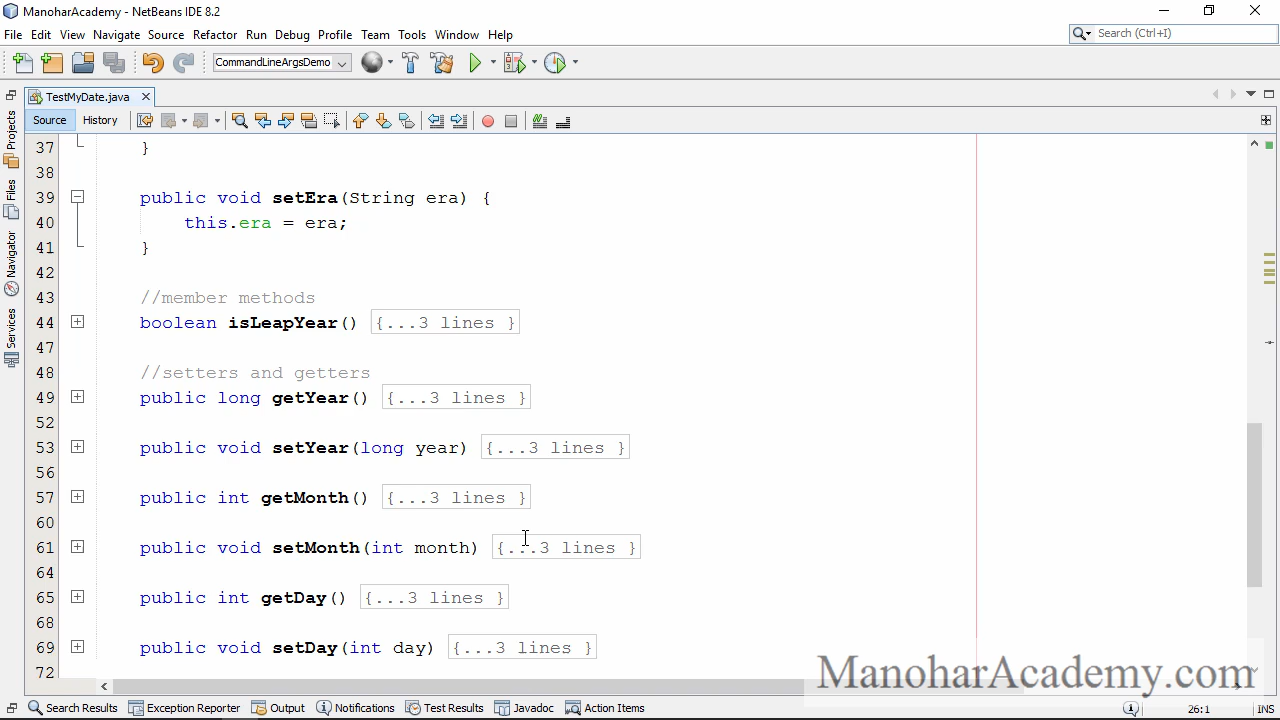 ManoharAcademy - NetBeans IDE 8.2
File Edit View Navigate Source Refactor Run Debug Profile Team Tools Window Help
Search (Ctrl+I)
CommandLineArgsDemo
TestMyDate.java
Source History
Projects
Files
Navigator
Services
37 }
38
39 public void setEra(String era) {
40 this.era = era;
41 }
42
43 //member methods
44 boolean isLeapYear() {...3 lines }
47
48 //setters and getters
49 public long getYear() {...3 lines }
52
53 public void setYear(long year) {...3 lines }
56
57 public int getMonth() {...3 lines }
60
61 public void setMonth(int month) {...3 lines }
64
65 public int getDay() {...3 lines }
68
69 public void setDay(int day) {...3 lines }
72
ManoharAcademy.com
Search Results Exception Reporter Output Notifications Test Results Javadoc Action Items 26:1 INS